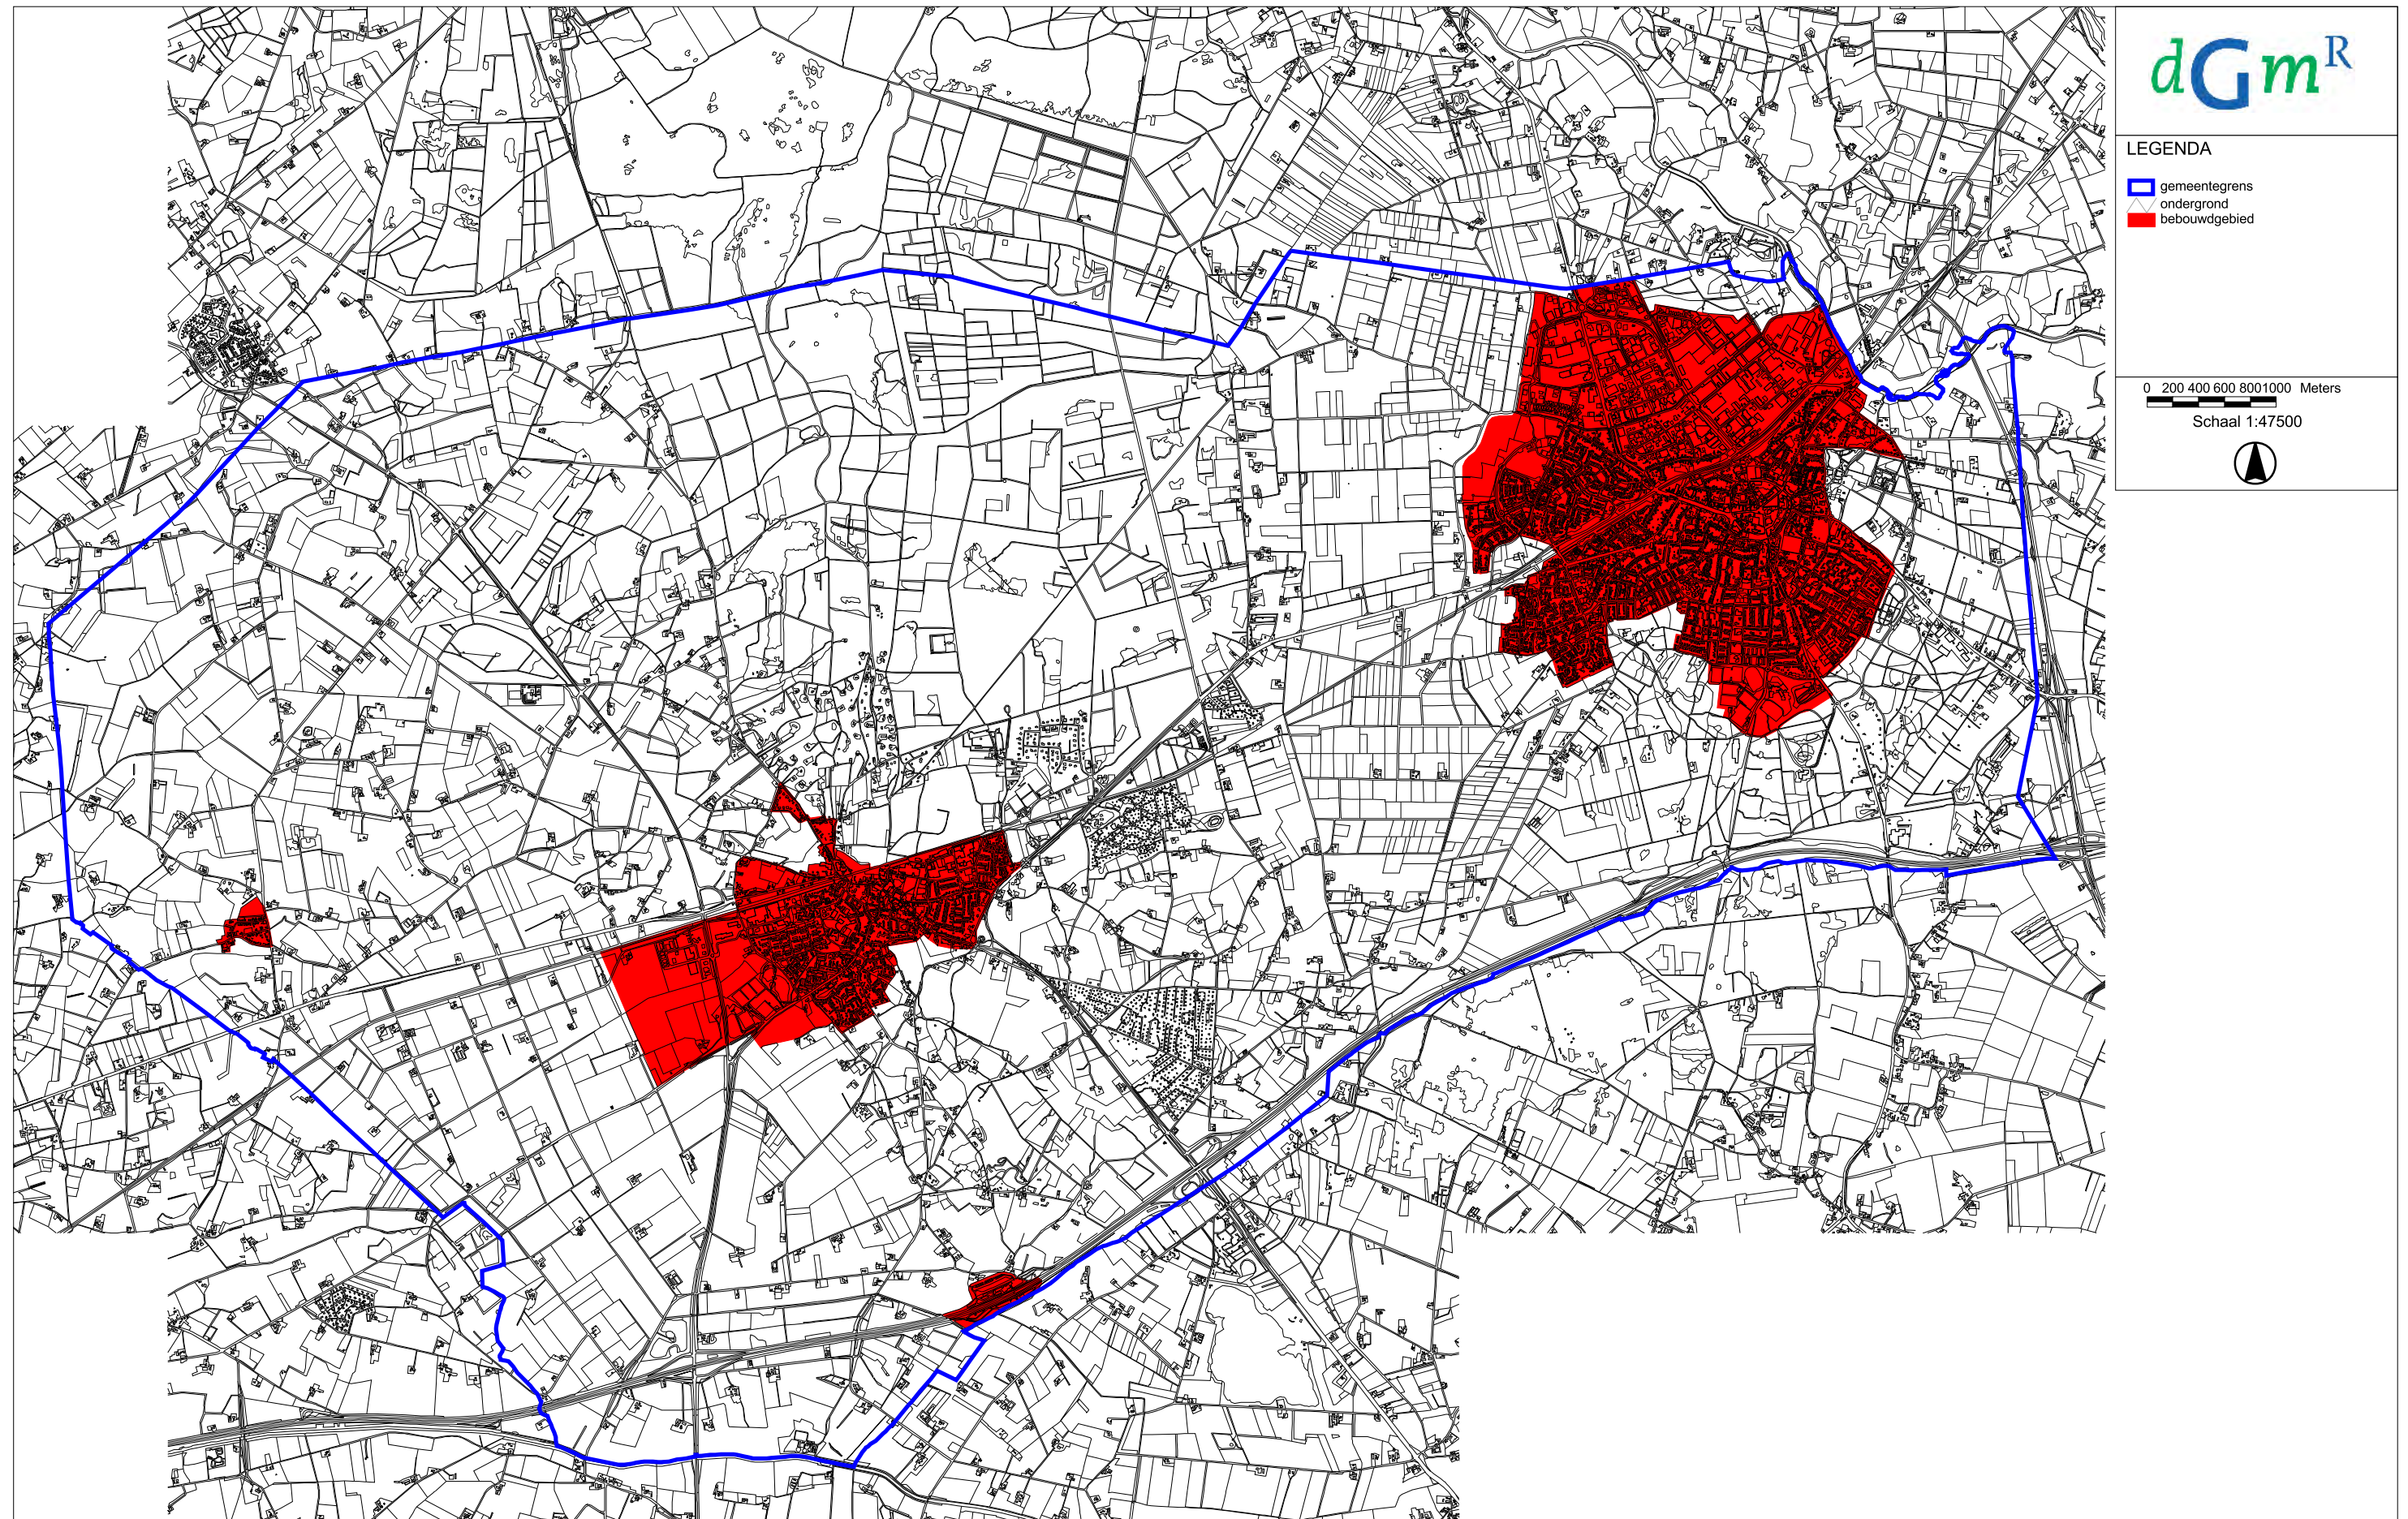 dGmR
LEGENDA
gemeentegrens
ondergrond
bebouwdgebied
0 200 400 600 8001000 Meters
Schaal 1:47500